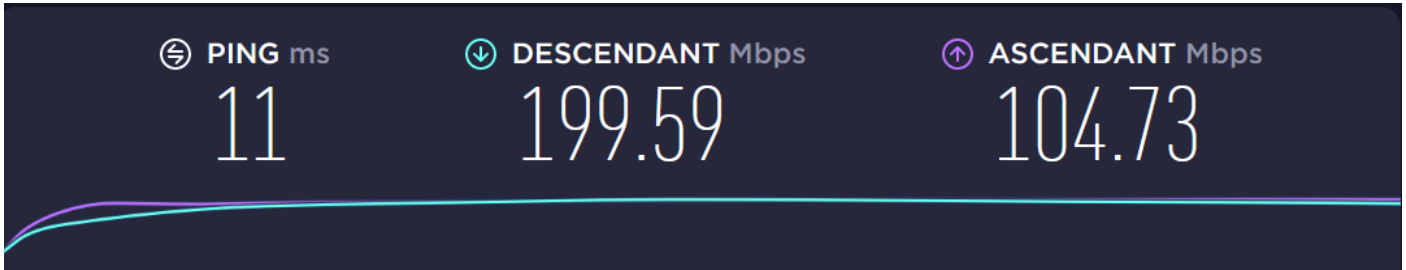 PING ms DESCENDANT Mbps ASCENDANT Mbps
11 199.59 104.73